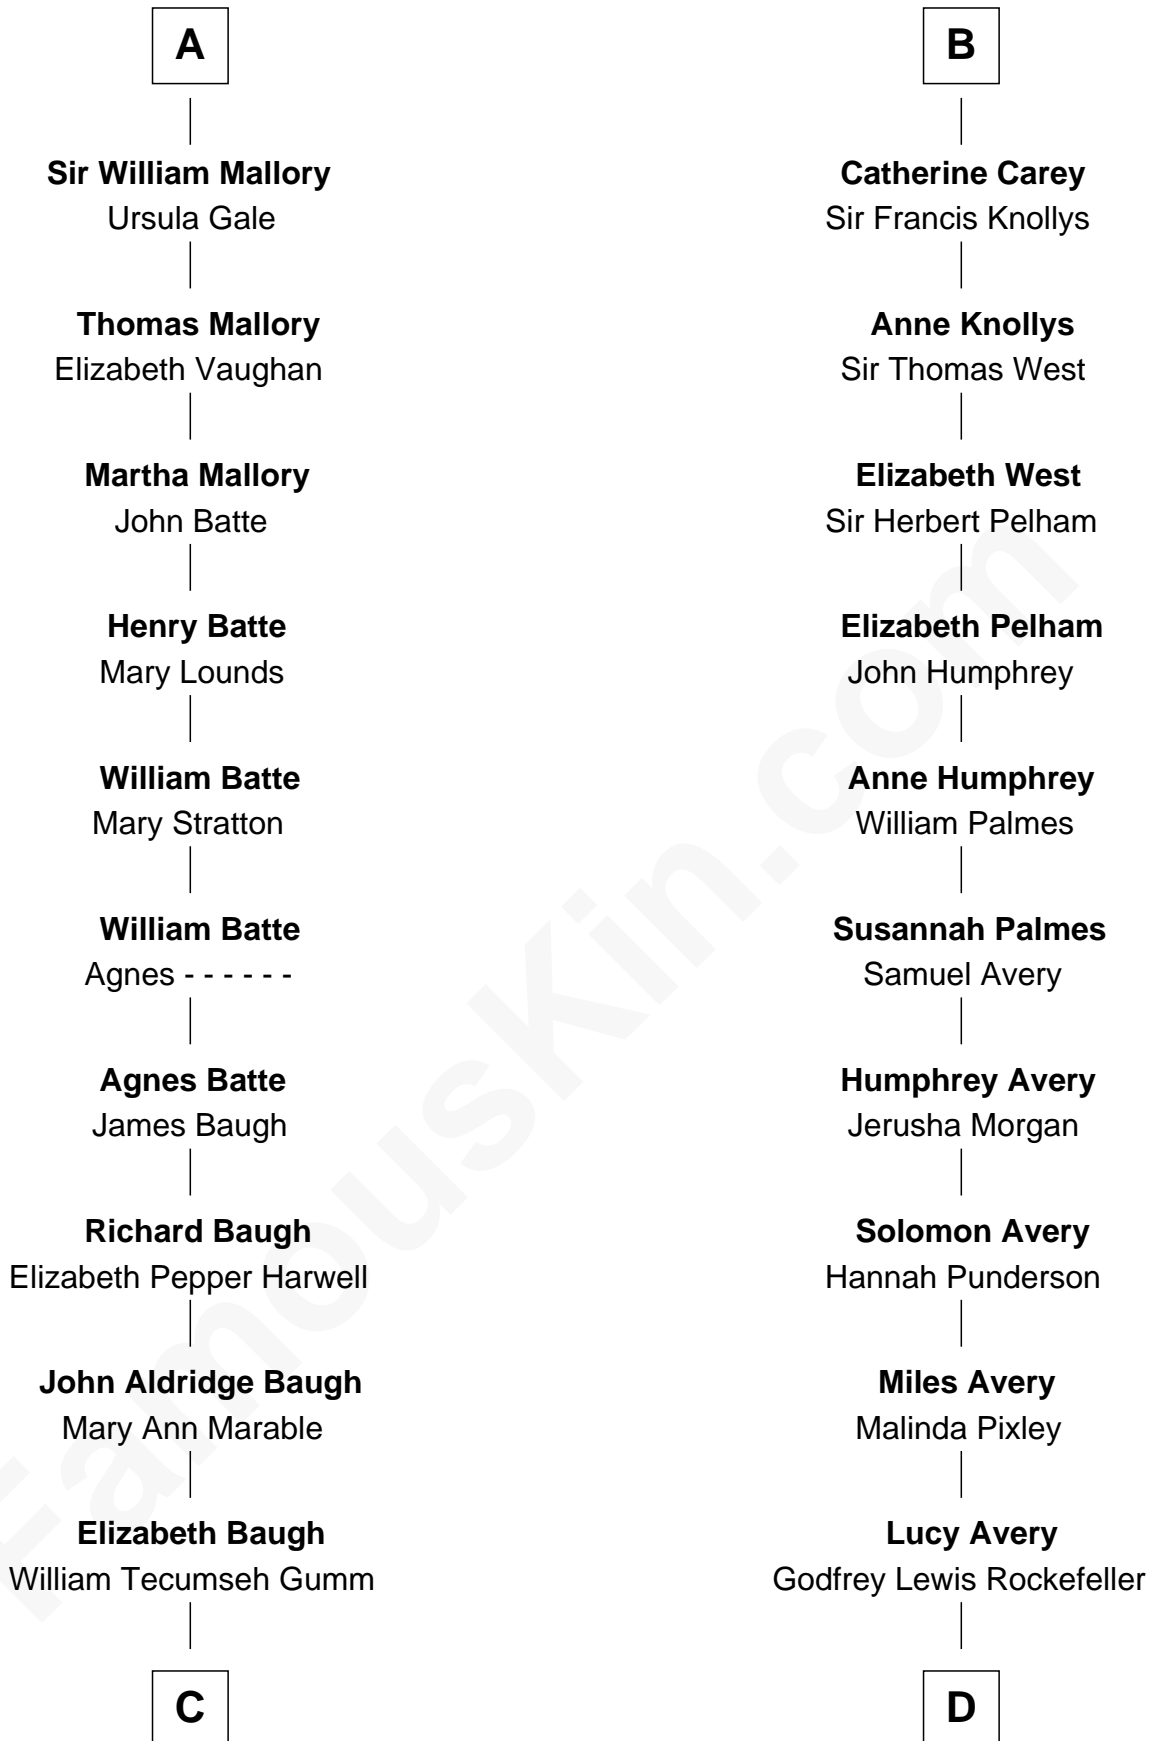 A
Sir William Mallory
Ursula Gale
Thomas Mallory
Elizabeth Vaughan
Martha Mallory
John Batte
Henry Batte
Mary Lounds
William Batte
Mary Stratton
William Batte
Agnes - - - - - -
Agnes Batte
James Baugh
Richard Baugh
Elizabeth Pepper Harwell
John Aldridge Baugh
Mary Ann Marable
Elizabeth Baugh
William Tecumseh Gumm
C
B
Catherine Carey
Sir Francis Knollys
Anne Knollys
Sir Thomas West
Elizabeth West
Sir Herbert Pelham
Elizabeth Pelham
John Humphrey
Anne Humphrey
William Palmes
Susannah Palmes
Samuel Avery
Humphrey Avery
Jerusha Morgan
Solomon Avery
Hannah Punderson
Miles Avery
Malinda Pixley
Lucy Avery
Godfrey Lewis Rockefeller
D
FamousKin.com